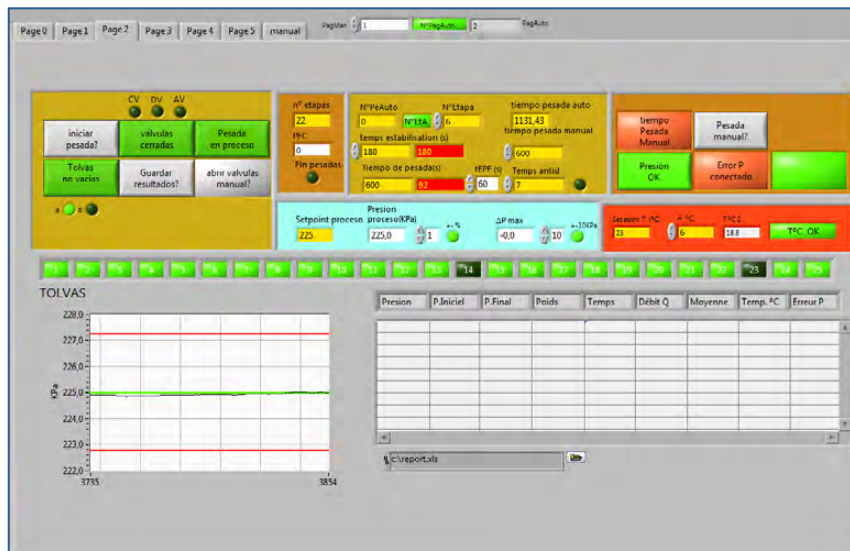 Page 0 Page 1 Page 2 Page 3 Page 4 Page 5 manual
PagMan 1 NºPagAuto 2 PagAuto
CV DV AV
iniciar pesada?
válvulas cerradas
Pesada en proceso
Tolvas no vacias
Guardar resultados?
abrir valvulas manual?
nº etapas
22
PFC
0
Fin pesadas
NºPeAuto
0
NºEtA
NºEtapa
6
tiempo pesada auto
1131,43
temps estabilisation (s)
180 180
tiempo pesada manual
600
Tiempo de pesada(s)
600 92
tEPF (s)
60
Temps antid
7
tiempo Pesada Manual
Pesada manual?
Presion OK
Error P conectado
Setpoint proceso
225
Presion proceso(KPa)
225,0
1
+-%
ΔP max
-0,0
10
+-10KPa
Setpoint T ºC
23
6
TºC 2
18,8
TºC OK
1 2 3 4 5 6 7 8 9 10 11 12 13 14 15 16 17 18 19 20 21 22 23 24 25
TOLVAS
KPa
228,0
227,0
226,0
225,0
224,0
223,0
222,0
3735 3854
Presion P.Iniciel P.Final Poids Temps Débit Q Moyenne Temp. ºC Erreur P
c:\report.xls